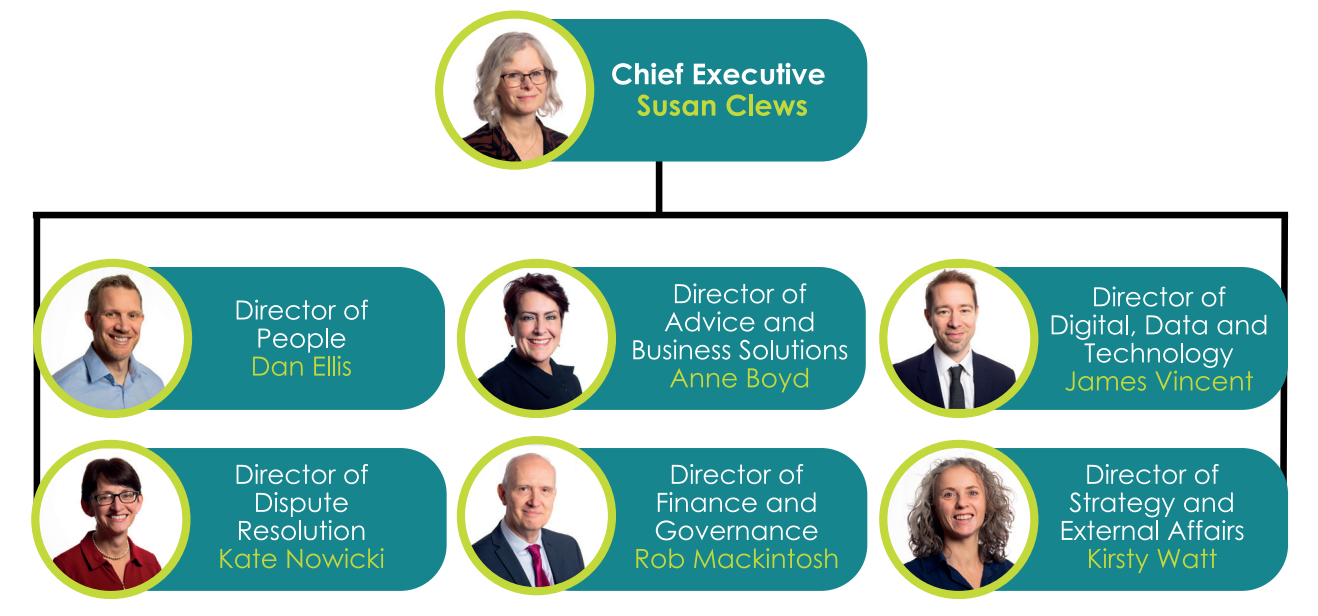 Chief Executive
Susan Clews
Director of
People
Dan Ellis
Director of
Advice and
Business Solutions
Anne Boyd
Director of
Digital, Data and
Technology
James Vincent
Director of
Dispute
Resolution
Kate Nowicki
Director of
Finance and
Governance
Rob Mackintosh
Director of
Strategy and
External Affairs
Kirsty Watt